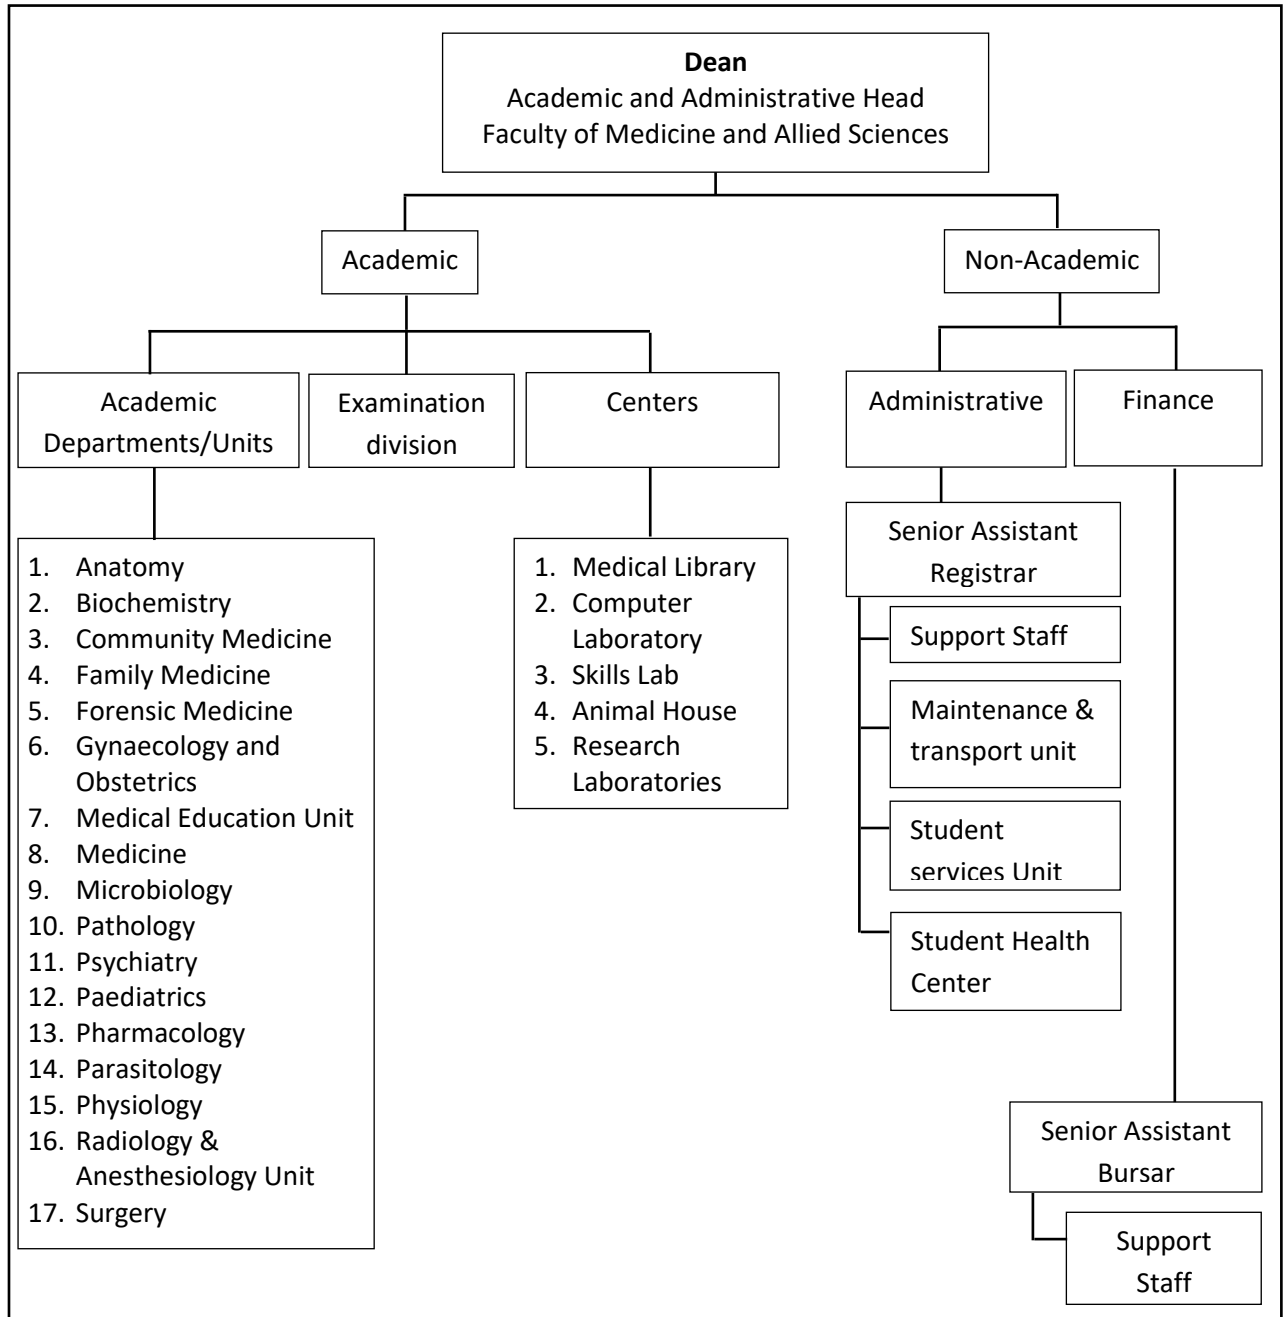 Dean
Academic and Administrative Head
Faculty of Medicine and Allied Sciences
Academic
Non-Academic
Academic
Departments/Units
Examination
division
Centers
Administrative
Finance
1. Anatomy
2. Biochemistry
3. Community Medicine
4. Family Medicine
5. Forensic Medicine
6. Gynaecology and
Obstetrics
7. Medical Education Unit
8. Medicine
9. Microbiology
10. Pathology
11. Psychiatry
12. Paediatrics
13. Pharmacology
14. Parasitology
15. Physiology
16. Radiology &
Anesthesiology Unit
17. Surgery
1. Medical Library
2. Computer
Laboratory
3. Skills Lab
4. Animal House
5. Research
Laboratories
Senior Assistant
Registrar
Support Staff
Maintenance &
transport unit
Student
services Unit
Student Health
Center
Senior Assistant
Bursar
Support
Staff